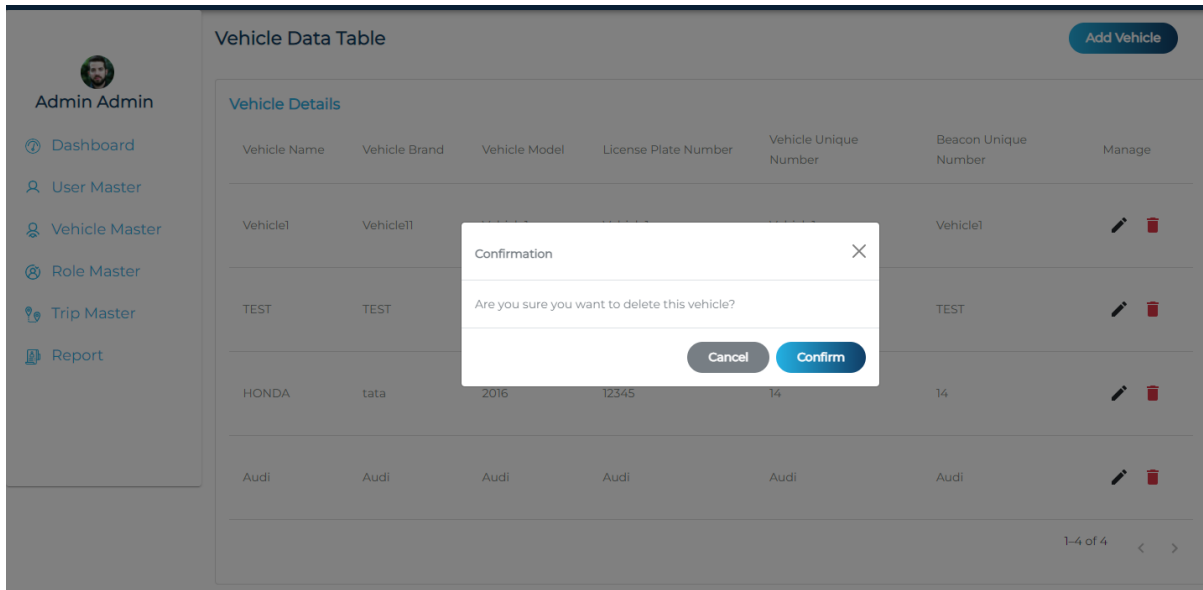 Vehicle Data Table
Add Vehicle
Admin Admin
Dashboard
User Master
Vehicle Master
Role Master
Trip Master
Report
Vehicle Details
Vehicle Name Vehicle Brand Vehicle Model License Plate Number Vehicle Unique Beacon Unique Manage
Number Number
Vehicle1 Vehicle11 Vehicle1
TEST TEST TEST
HONDA tata 2016 12345 14 14
Audi Audi Audi Audi Audi Audi
1-4 of 4
Confirmation
Are you sure you want to delete this vehicle?
Cancel Confirm